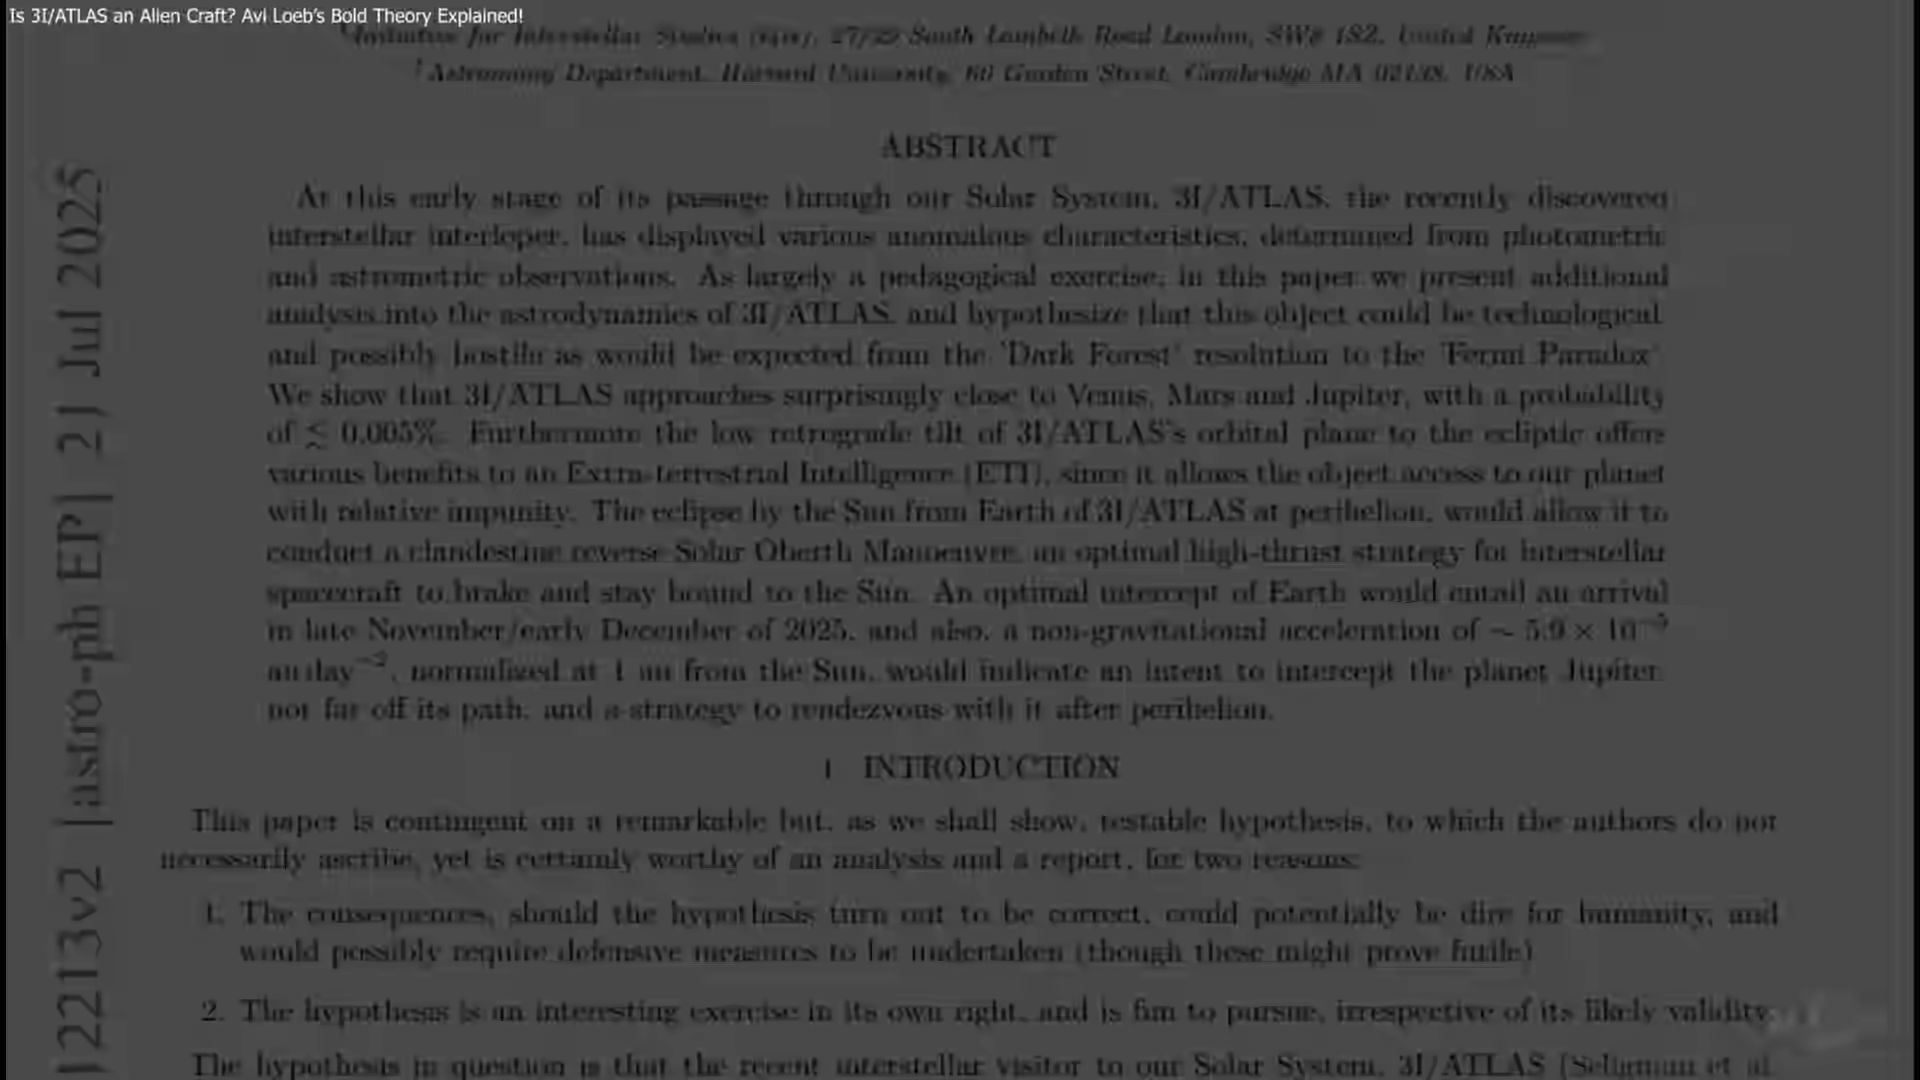 Is 3I/ATLAS an Alien Craft? Avi Loeb's Bold Theory Explained!
¹Initiative for Interstellar Studies (i4is), 27/29 South Lambeth Road London, SW8 1SZ, United Kingdom
Astronomy Department, Harvard University, 60 Garden Street, Cambridge MA 02138, USA
ABSTRACT
At this early stage of its passage through our Solar System, 3I/ATLAS, the recently discovered
interstellar interloper, has displayed various anomalous characteristics, determined from photometric
and astrometric observations. As largely a pedagogical exercise, in this paper we present additional
analysis into the astrodynamics of 3I/ATLAS, and hypothesize that this object could be technological,
and possibly hostile as would be expected from the 'Dark Forest' resolution to the 'Fermi Paradox'.
We show that 3I/ATLAS approaches surprisingly close to Venus, Mars and Jupiter, with a probability
of ≲ 0.005%. Furthermore the low retrograde tilt of 3I/ATLAS's orbital plane to the ecliptic offers
various benefits to an Extra-terrestrial Intelligence (ETI), since it allows the object access to our planet
with relative impunity. The eclipse by the Sun from Earth of 3I/ATLAS at perihelion, would allow it to
conduct a clandestine reverse Solar Oberth Manoeuvre, an optimal high-thrust strategy for interstellar
spacecraft to brake and stay bound to the Sun. An optimal intercept of Earth would entail an arrival
in late November/early December of 2025, and also, a non-gravitational acceleration of ~ 5.9 × 10⁻⁵
au day⁻², normalized at 1 au from the Sun, would indicate an intent to intercept the planet Jupiter,
not far off its path, and a strategy to rendezvous with it after perihelion.
1 INTRODUCTION
This paper is contingent on a remarkable but, as we shall show, testable hypothesis, to which the authors do not
necessarily ascribe, yet is certainly worthy of an analysis and a report, for two reasons:
1. The consequences, should the hypothesis turn out to be correct, could potentially be dire for humanity, and
would possibly require defensive measures to be undertaken (though these might prove futile)
2. The hypothesis is an interesting exercise in its own right, and is fun to pursue, irrespective of its likely validity.
The hypothesis in question is that the recent interstellar visitor to our Solar System, 3I/ATLAS (Seligman et al.
12213v2 [astro-ph.EP] 21 Jul 2025